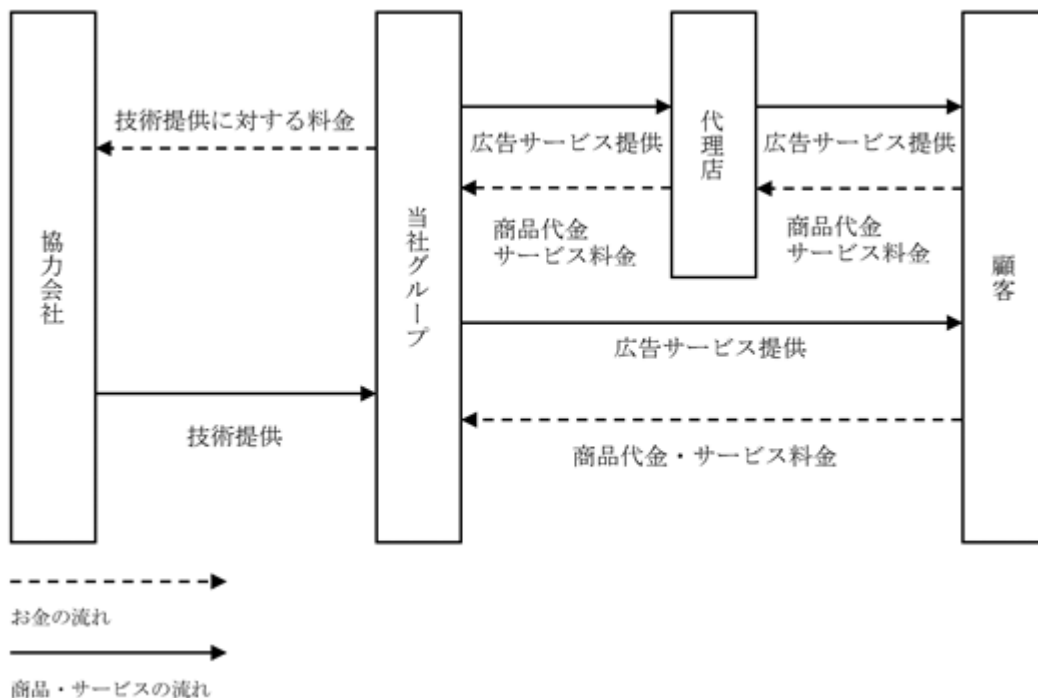 技術提供に対する料金
協力会社
技術提供
当社グループ
広告サービス提供
商品代金
サービス料金
代理店
広告サービス提供
商品代金
サービス料金
広告サービス提供
商品代金・サービス料金
顧客
お金の流れ
商品・サービスの流れ